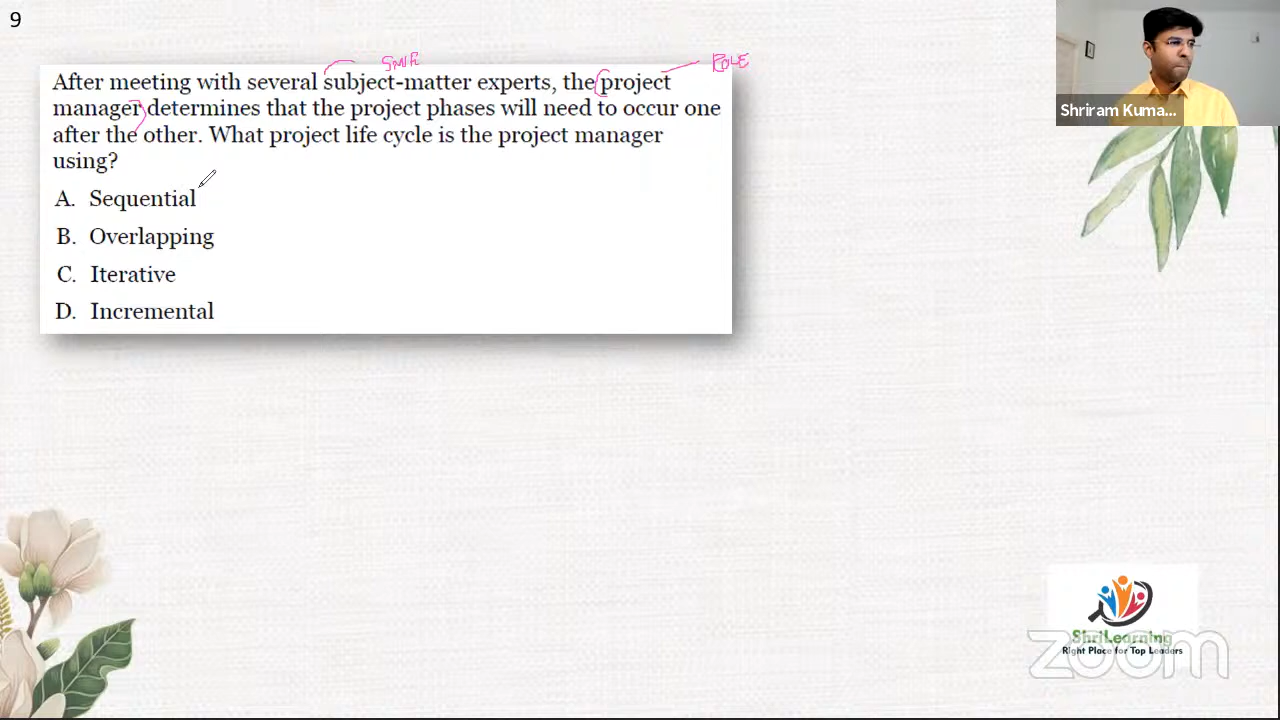 9
SME
ROLE
After meeting with several subject-matter experts, the project
manager determines that the project phases will need to occur one
after the other. What project life cycle is the project manager
using?
A. Sequential
B. Overlapping
C. Iterative
D. Incremental
Shriram Kuma...
ShriLearning
Right Place for Top Leaders
zoom